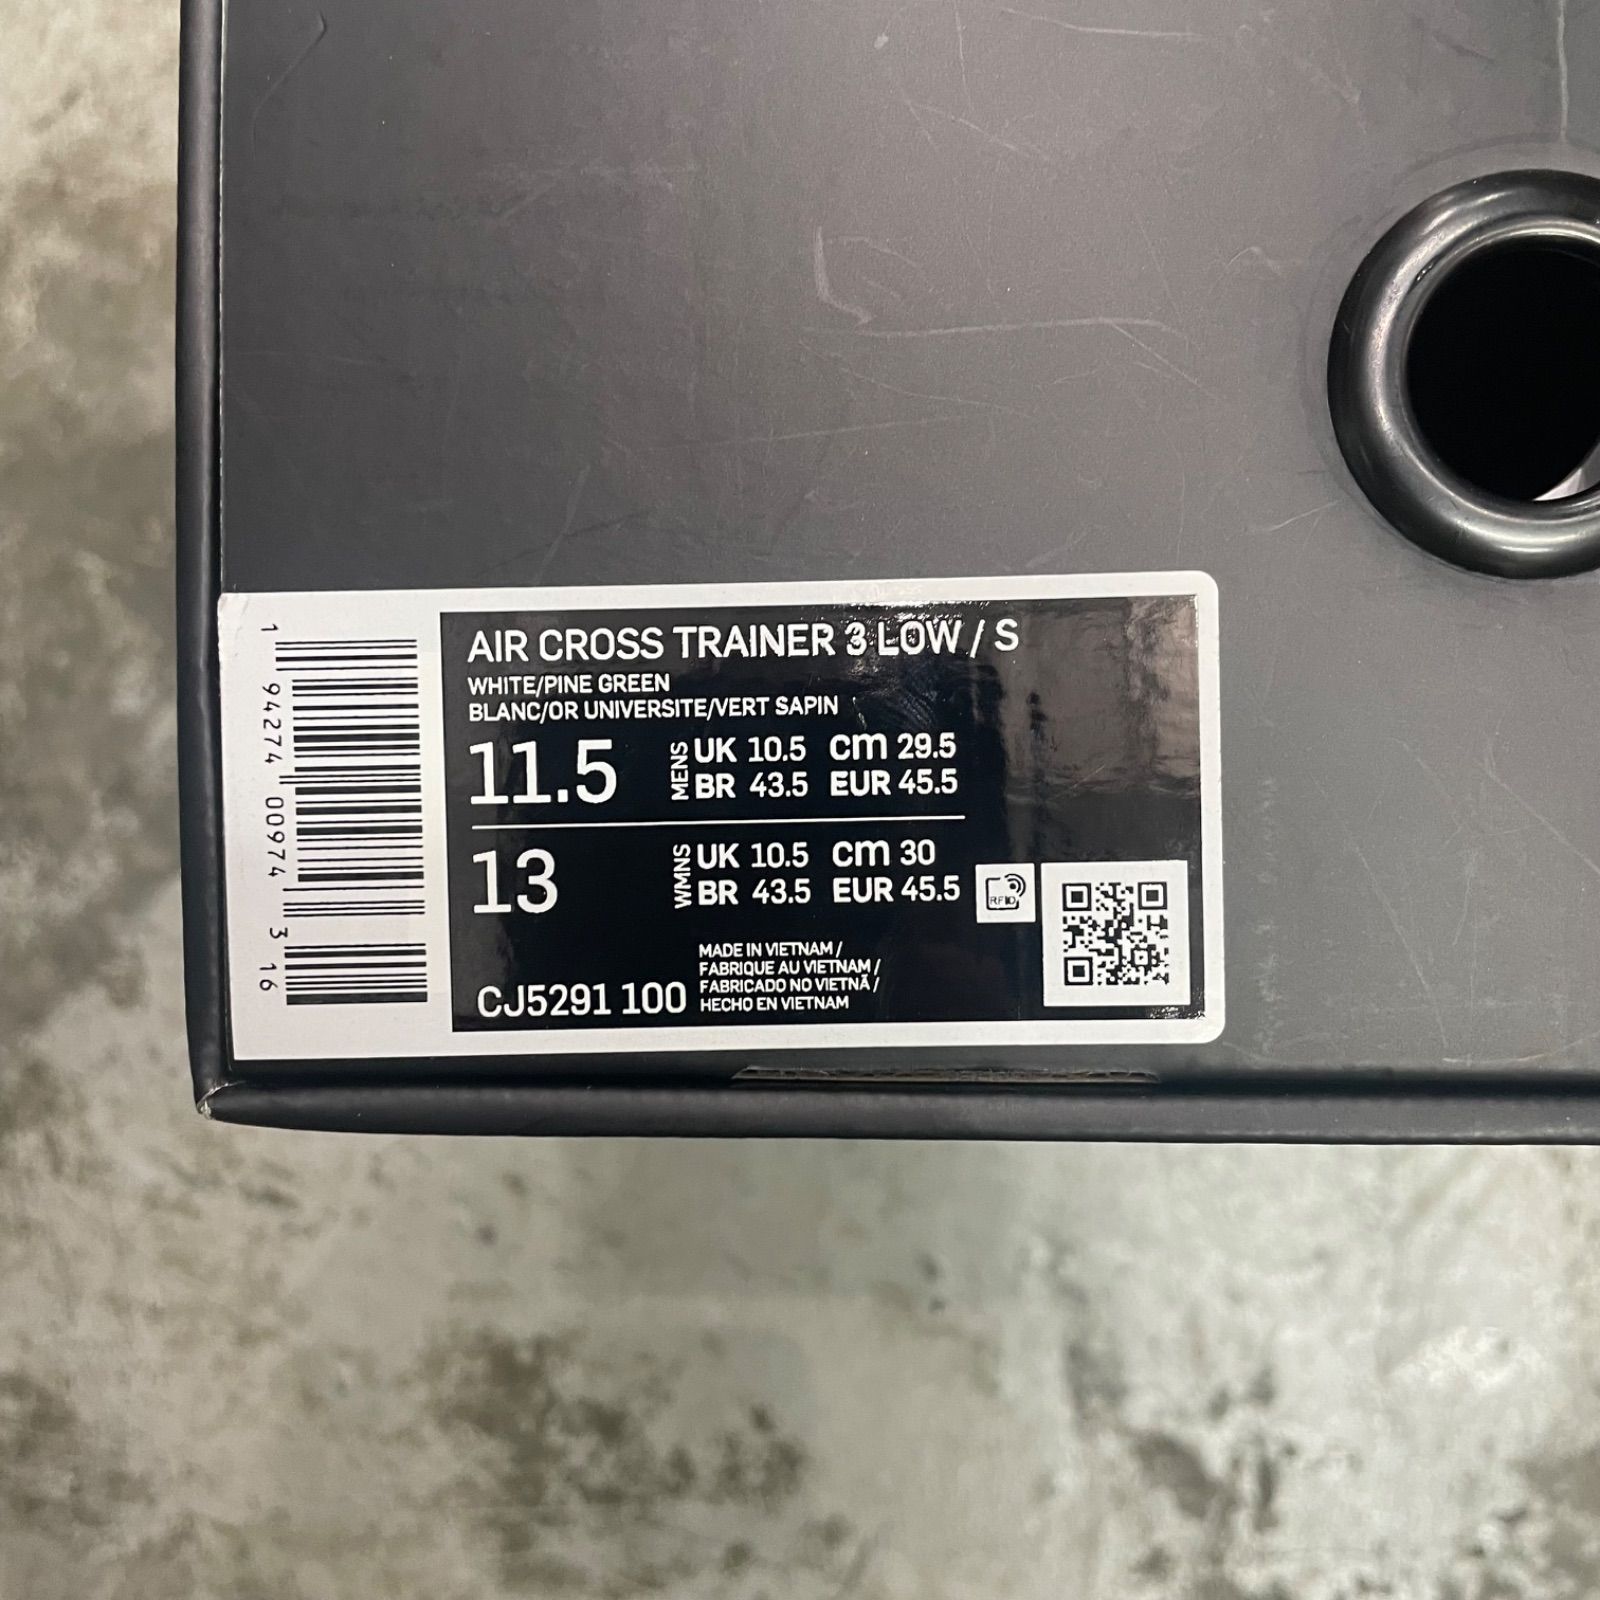 AIR CROSS TRAINER 3 LOW / S
WHITE/PINE GREEN
BLANC/OR UNIVERSITE/VERT SAPIN
11.5 MENS UK 10.5 cm 29.5
BR 43.5 EUR 45.5
13 WMNS UK 10.5 cm 30
BR 43.5 EUR 45.5
RFID
MADE IN VIETNAM /
FABRIQUE AU VIETNAM /
FABRICADO NO VIETNÃ /
HECHO EN VIETNAM
CJ5291 100
1 94274 00974 3 16